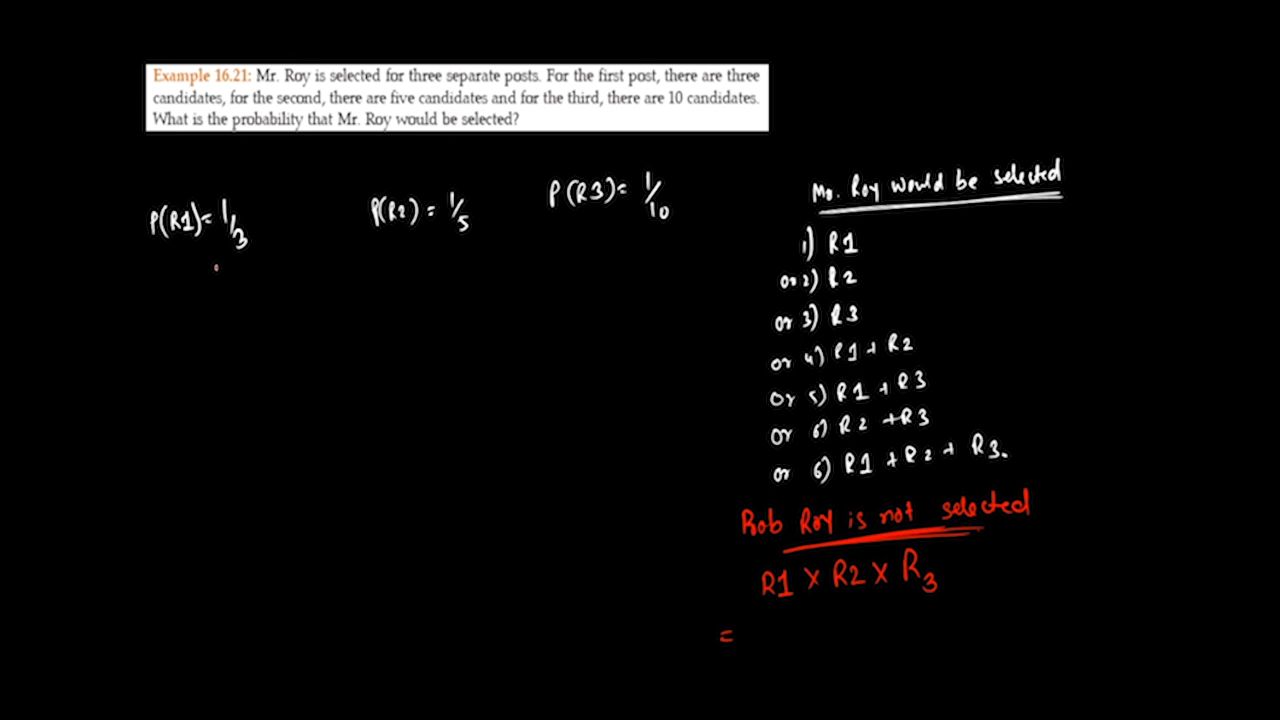 Example 16.21: Mr. Roy is selected for three separate posts. For the first post, there are three
candidates, for the second, there are five candidates and for the third, there are 10 candidates.
What is the probability that Mr. Roy would be selected?
P(R1) = 1/3
P(R2) = 1/5
P(R3) = 1/10
Mr. Roy would be selected
1) R1
or 2) R2
or 3) R3
or 4) R1 + R2
or 5) R1 + R3
or 6) R2 + R3
or 6) R1 + R2 + R3.
Prob Roy is not selected
R1 × R2 × R3
=